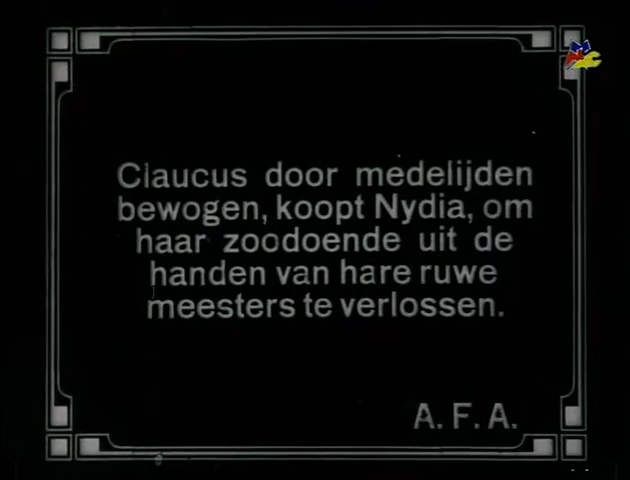 Claucus door medelijden
bewogen, koopt Nydia, om
haar zoodoende uit de
handen van hare ruwe
meesters te verlossen.
A. F. A.